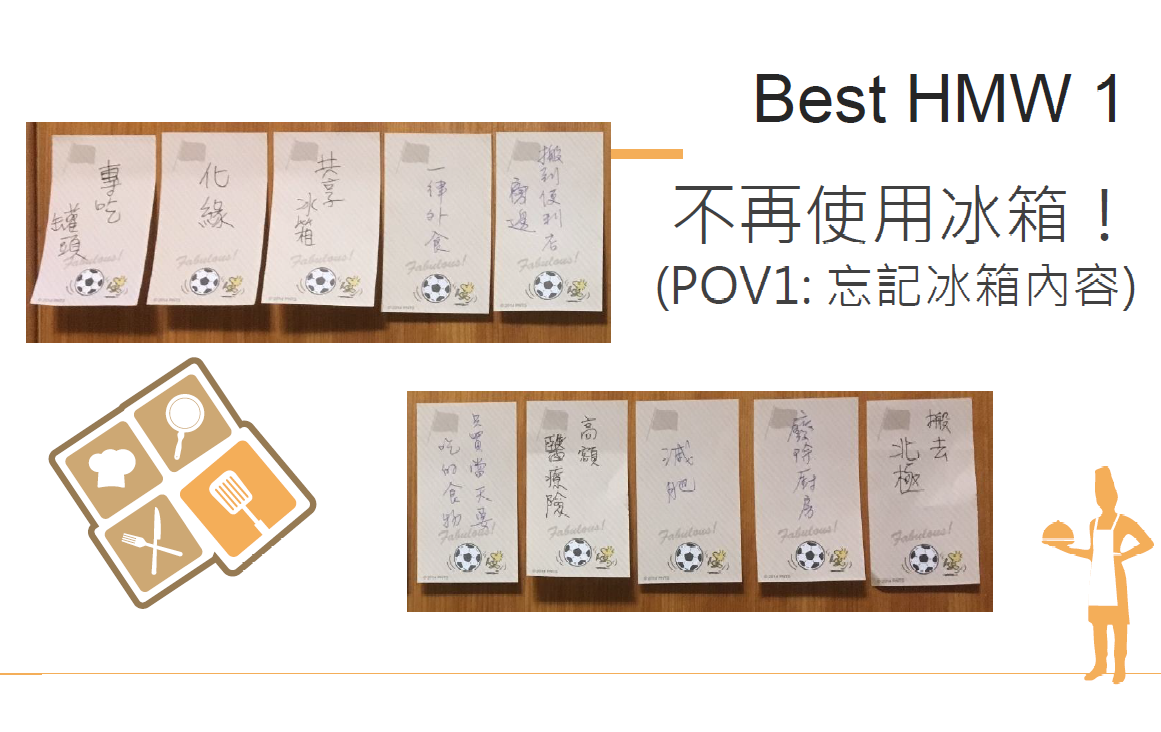 Best HMW 1
不再使用冰箱！
(POV1: 忘記冰箱內容)
專吃
罐頭
Fabulous!
化緣
Fabulous!
共享
冰箱
Fabulous!
一律外食
Fabulous!
搬到便利店
旁邊
Fabulous!
只買當天要
吃的食物
Fabulous!
高額
醫療險
Fabulous!
減肥
Fabulous!
廢除廚房
Fabulous!
搬去
北極
Fabulous!